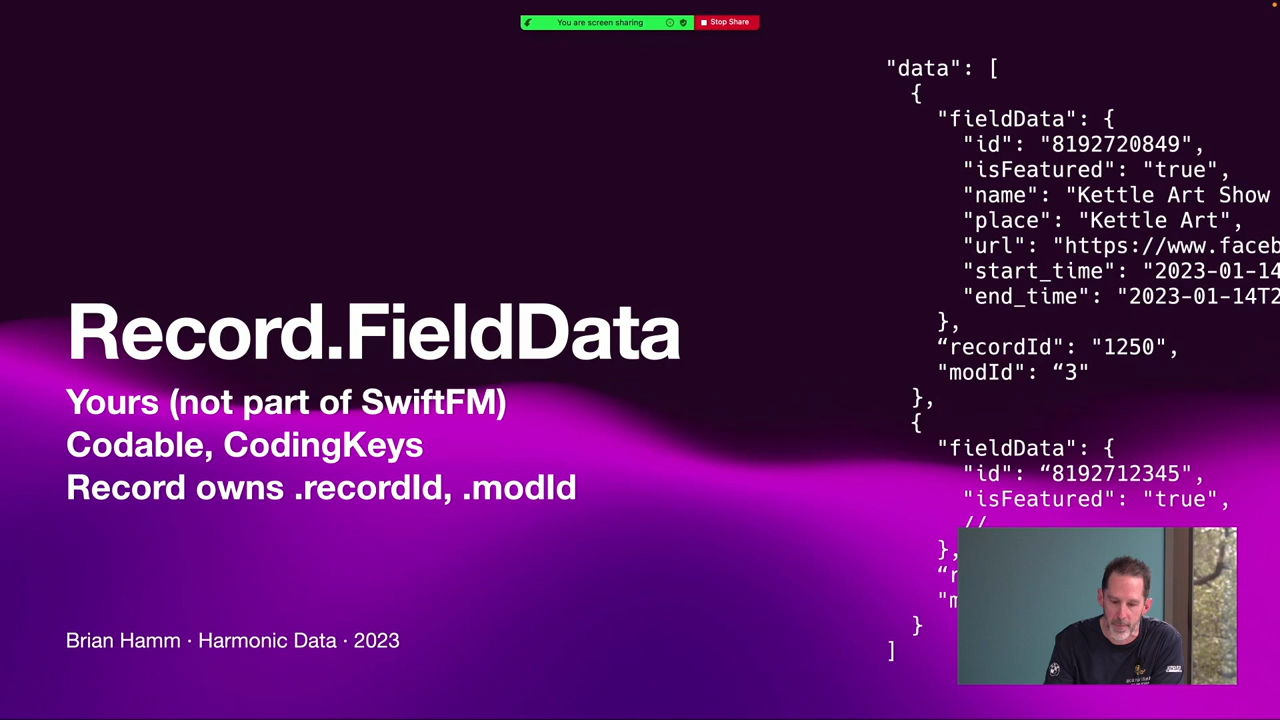 You are screen sharing
Stop Share
Record.FieldData
Yours (not part of SwiftFM)
Codable, CodingKeys
Record owns .recordId, .modId
Brian Hamm · Harmonic Data · 2023
"data": [
{
"fieldData": {
"id": "8192720849",
"isFeatured": "true",
"name": "Kettle Art Show
"place": "Kettle Art",
"url": "https://www.faceb
"start_time": "2023-01-14
"end_time": "2023-01-14T2
},
“recordId": "1250",
"modId": “3"
},
{
"fieldData": {
"id": “8192712345",
"isFeatured": "true",
//
},
“r
"m
}
]